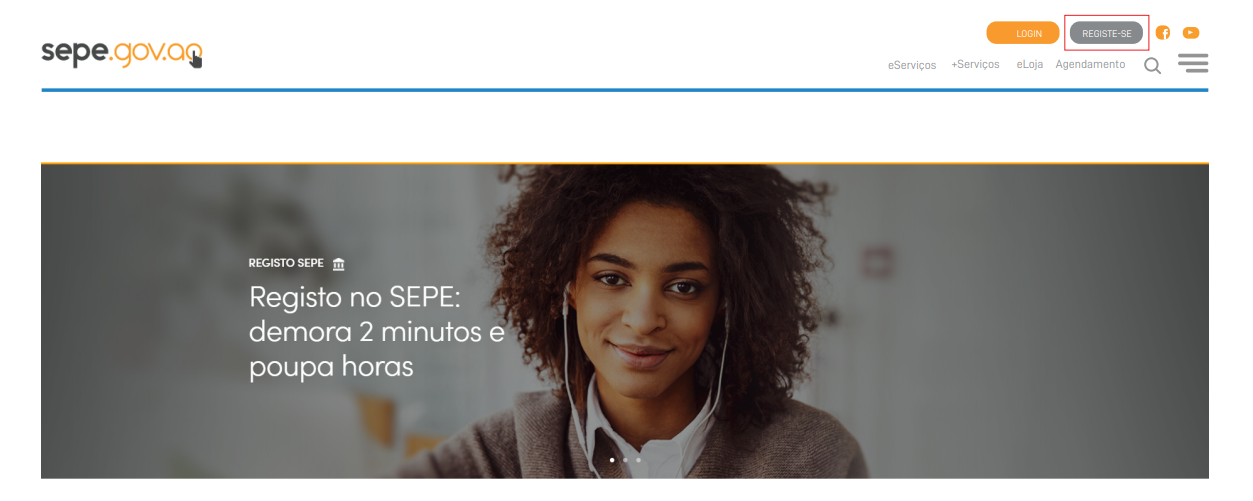 LOGIN
REGISTE-SE
sepe.gov.ao
eServiços
+Serviços
eLoja
Agendamento
REGISTO SEPE
Registo no SEPE:
demora 2 minutos e
poupa horas